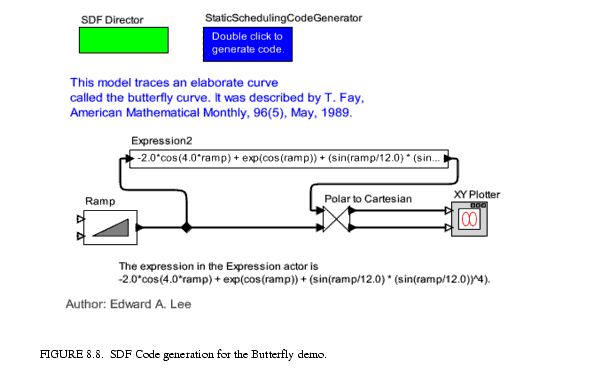 SDF Director
StaticSchedulingCodeGenerator
Double click to
generate code.
This model traces an elaborate curve
called the butterfly curve. It was described by T. Fay,
American Mathematical Monthly, 96(5), May, 1989.
Expression2
-2.0*cos(4.0*ramp) + exp(cos(ramp)) + (sin(ramp/12.0) * (sin...
Ramp
Polar to Cartesian
XY Plotter
The expression in the Expression actor is
-2.0*cos(4.0*ramp) + exp(cos(ramp)) + (sin(ramp/12.0) * (sin(ramp/12.0))^4).
Author: Edward A. Lee
FIGURE 8.8. SDF Code generation for the Butterfly demo.